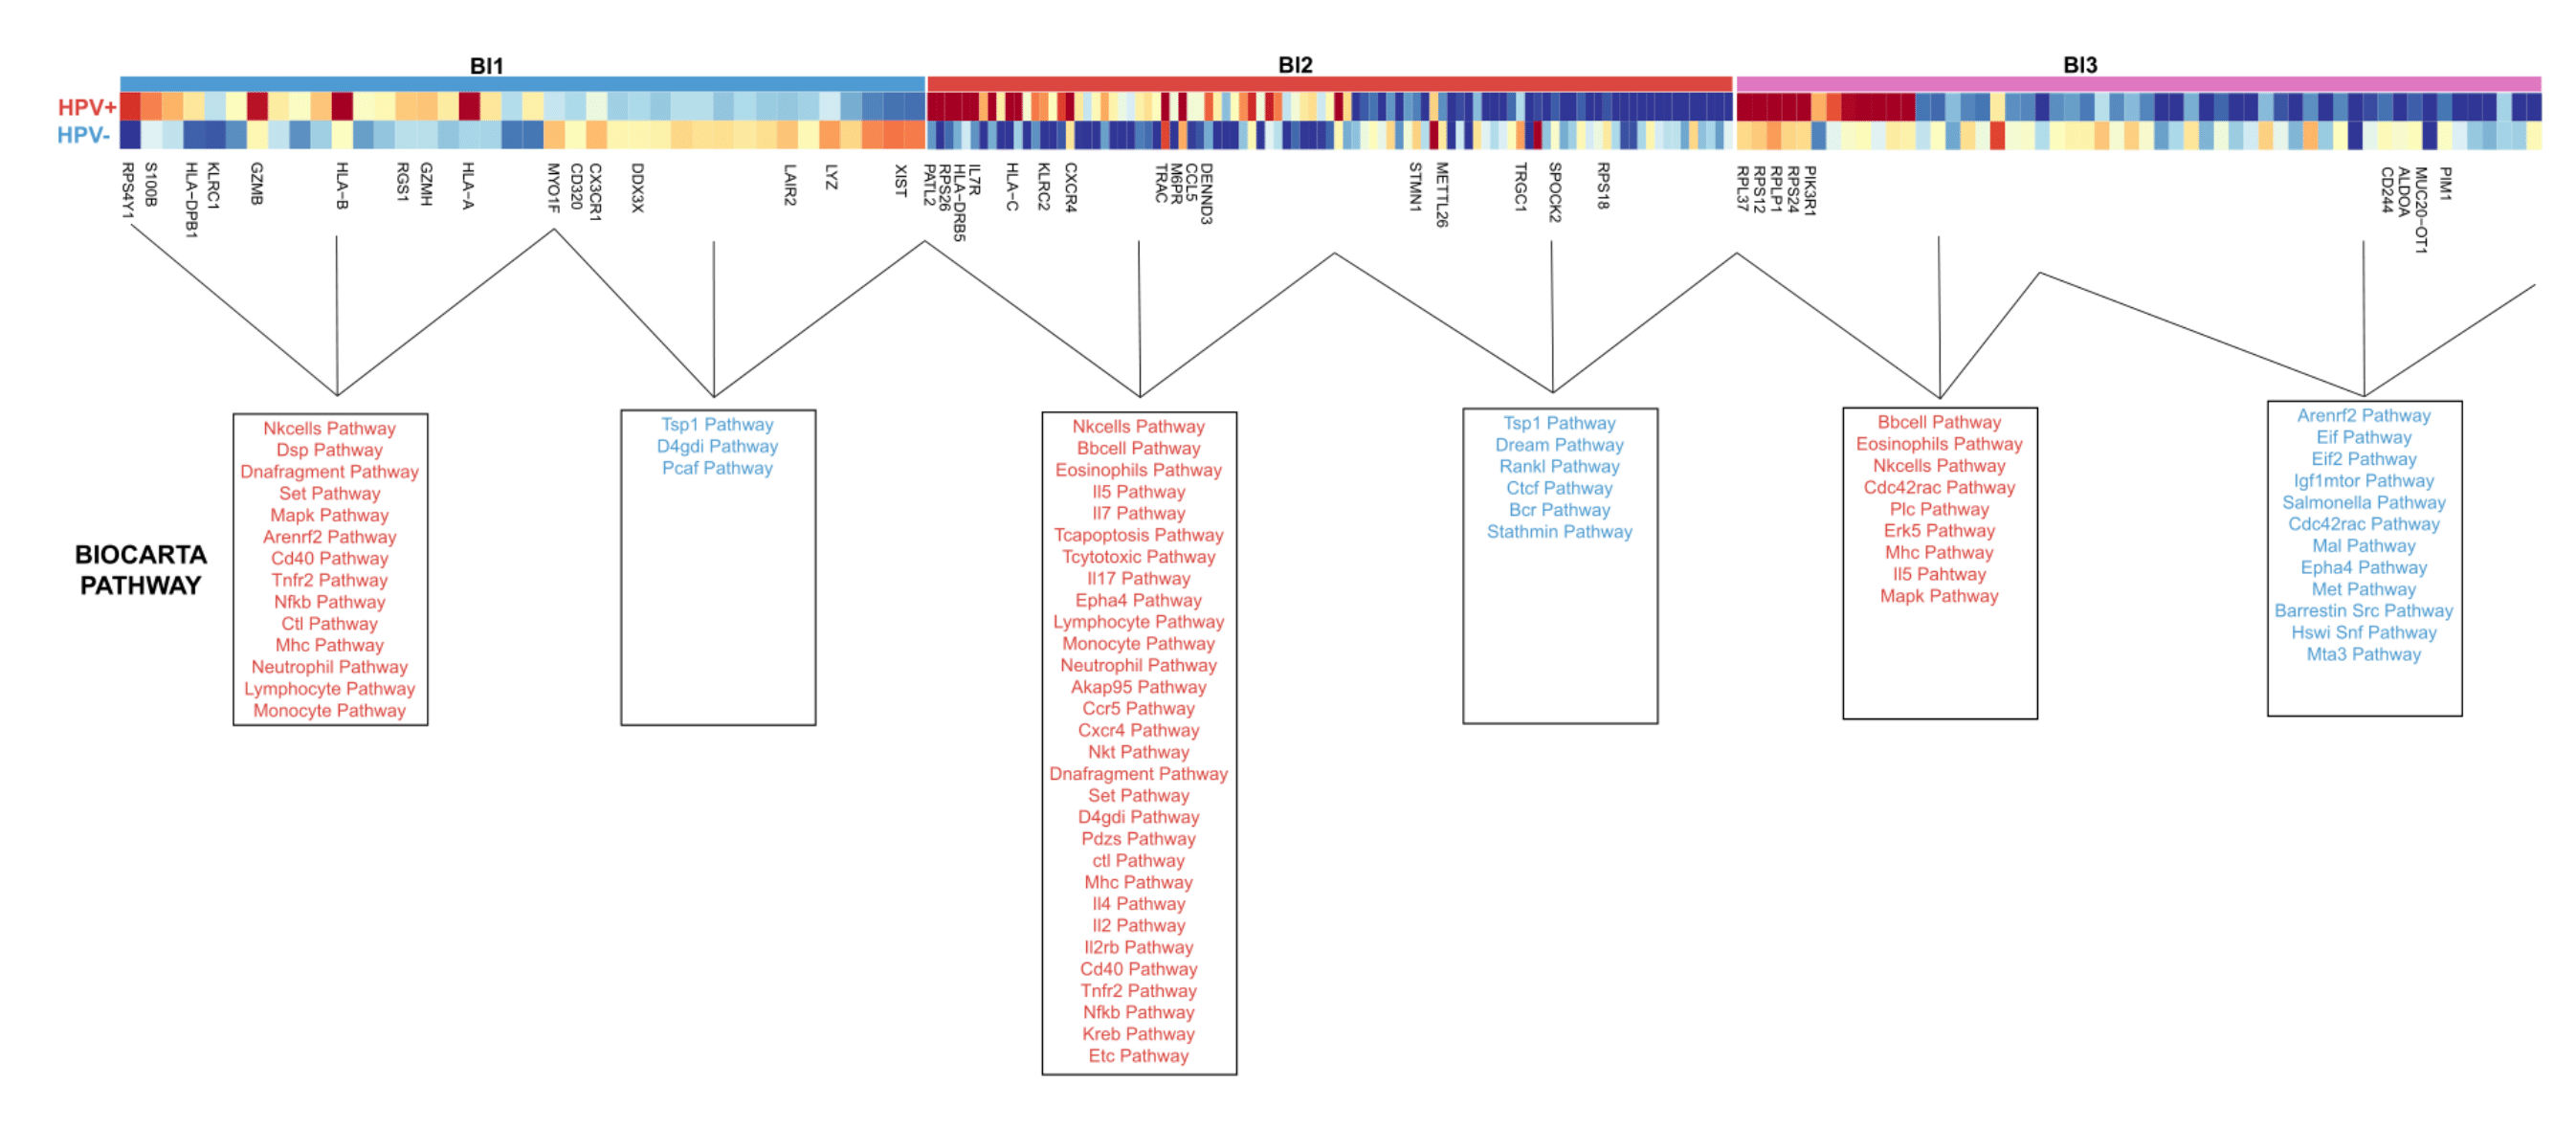 BI1
BI2
BI3
HPV+
HPV-
RPS4Y1
S100B
HLA-DPB1
KLRC1
GZMB
HLA-B
RGS1
GZMH
HLA-A
MYO1F
CD320
CX3CR1
DDX3X
LAIR2
LYZ
XIST
PATL2
RPS26
HLA-DRB5
IL7R
HLA-C
KLRC2
CXCR4
TRAC
M6PR
CCL5
DENND3
STMN1
METTL26
TRGC1
SPOCK2
RPS18
RPL37
RPS12
RPLP1
RPS24
PIK3R1
CD244
ALDOA
MUC20-OT1
PIM1
BIOCARTA
PATHWAY
Nkcells Pathway
Dsp Pathway
Dnafragment Pathway
Set Pathway
Mapk Pathway
Arenrf2 Pathway
Cd40 Pathway
Tnfr2 Pathway
Nfkb Pathway
Ctl Pathway
Mhc Pathway
Neutrophil Pathway
Lymphocyte Pathway
Monocyte Pathway
Tsp1 Pathway
D4gdi Pathway
Pcaf Pathway
Nkcells Pathway
Bbcell Pathway
Eosinophils Pathway
Il5 Pathway
Il7 Pathway
Tcapoptosis Pathway
Tcytotoxic Pathway
Il17 Pathway
Epha4 Pathway
Lymphocyte Pathway
Monocyte Pathway
Neutrophil Pathway
Akap95 Pathway
Ccr5 Pathway
Cxcr4 Pathway
Nkt Pathway
Dnafragment Pathway
Set Pathway
D4gdi Pathway
Pdzs Pathway
ctl Pathway
Mhc Pathway
Il4 Pathway
Il2 Pathway
Il2rb Pathway
Cd40 Pathway
Tnfr2 Pathway
Nfkb Pathway
Kreb Pathway
Etc Pathway
Tsp1 Pathway
Dream Pathway
Rankl Pathway
Ctcf Pathway
Bcr Pathway
Stathmin Pathway
Bbcell Pathway
Eosinophils Pathway
Nkcells Pathway
Cdc42rac Pathway
Plc Pathway
Erk5 Pathway
Mhc Pathway
Il5 Pahtway
Mapk Pathway
Arenrf2 Pathway
Eif Pathway
Eif2 Pathway
Igf1mtor Pathway
Salmonella Pathway
Cdc42rac Pathway
Mal Pathway
Epha4 Pathway
Met Pathway
Barrestin Src Pathway
Hswi Snf Pathway
Mta3 Pathway